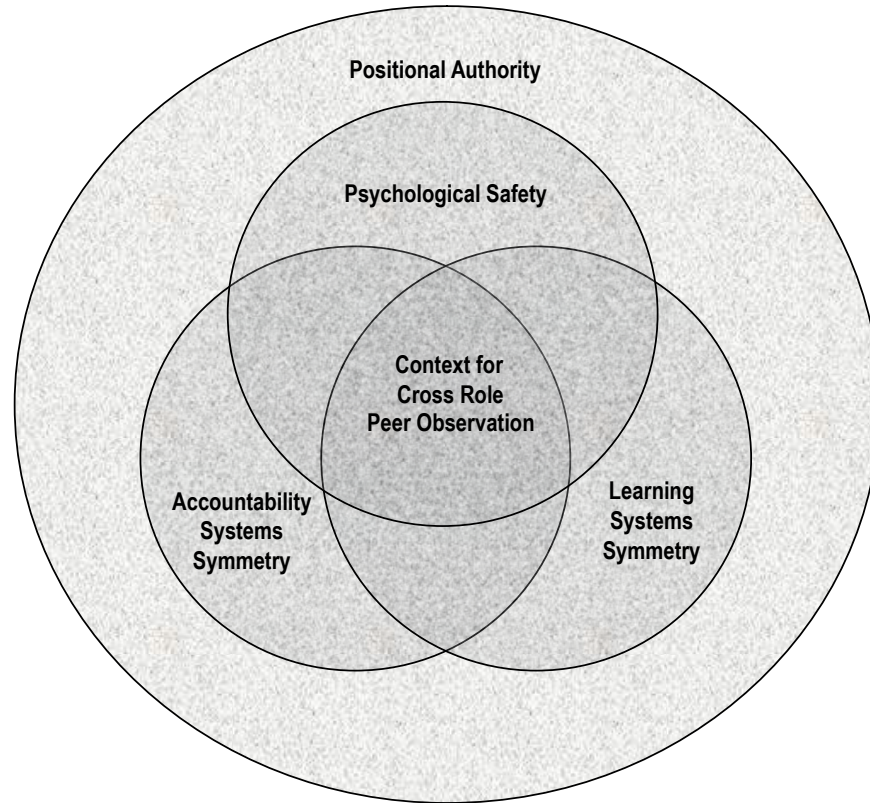 Positional Authority
Psychological Safety
Context for
Cross Role
Peer Observation
Accountability
Systems
Symmetry
Learning
Systems
Symmetry